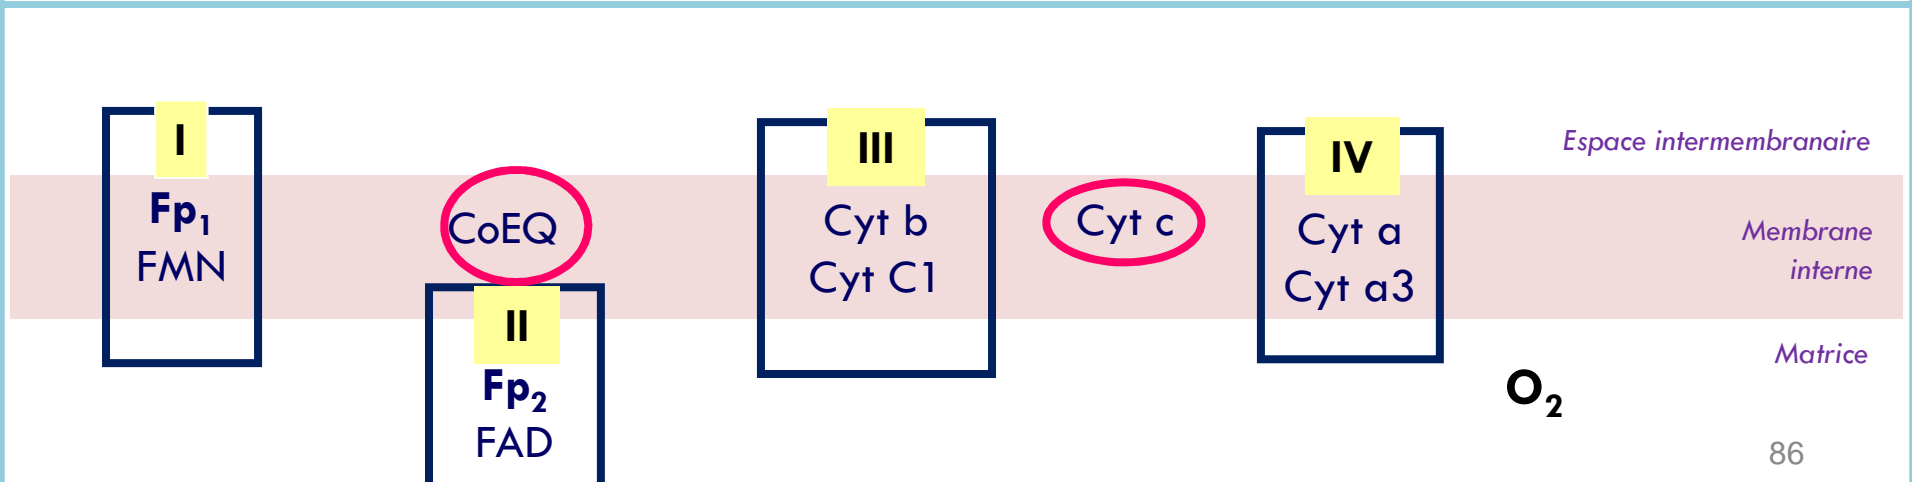 I
Fp₁
FMN
CoEQ
II
Fp₂
FAD
III
Cyt b
Cyt C1
Cyt c
IV
Cyt a
Cyt a3
O₂
Espace intermembranaire
Membrane
interne
Matrice
86